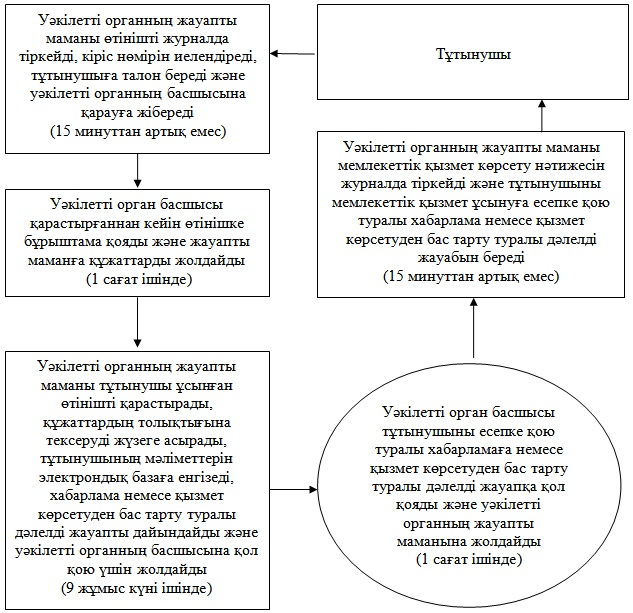 Тұтынушы
Уәкілетті органның жауапты
маманы өтінішті журналда
тіркейді, кіріс нөмірін иелендіреді,
тұтынушыға талон береді және
уәкілетті органның басшысына
қарауға жібереді
(15 минуттан артық емес)
Уәкілетті орган басшысы
қарастырғаннан кейін өтінішке
бұрыштама қояды және жауапты
маманға құжаттарды жолдайды
(1 сағат ішінде)
Уәкілетті органның жауапты
маманы тұтынушы ұсынған
өтінішті қарастырады,
құжаттардың толықтығына
тексеруді жүзеге асырады,
тұтынушының мәліметтерін
электрондық базаға енгізеді,
хабарлама немесе қызмет
көрсетуден бас тарту туралы
дәлелді жауапты дайындайды және
уәкілетті органның басшысына қол
қою үшін жолдайды
(9 жұмыс күні ішінде)
Уәкілетті орган басшысы
тұтынушыны есепке қою
туралы хабарламаға немесе
қызмет көрсетуден бас тарту
туралы дәлелді жауапқа қол
қояды және уәкілетті
органның жауапты
маманына жолдайды
(1 сағат ішінде)
Уәкілетті органның жауапты маманы
мемлекеттік қызмет көрсету нәтижесін
журналда тіркейді және тұтынушыны
мемлекеттік қызмет ұсынуға есепке қою
туралы хабарлама немесе қызмет
көрсетуден бас тарту туралы дәлелді
жауабын береді
(15 минуттан артық емес)